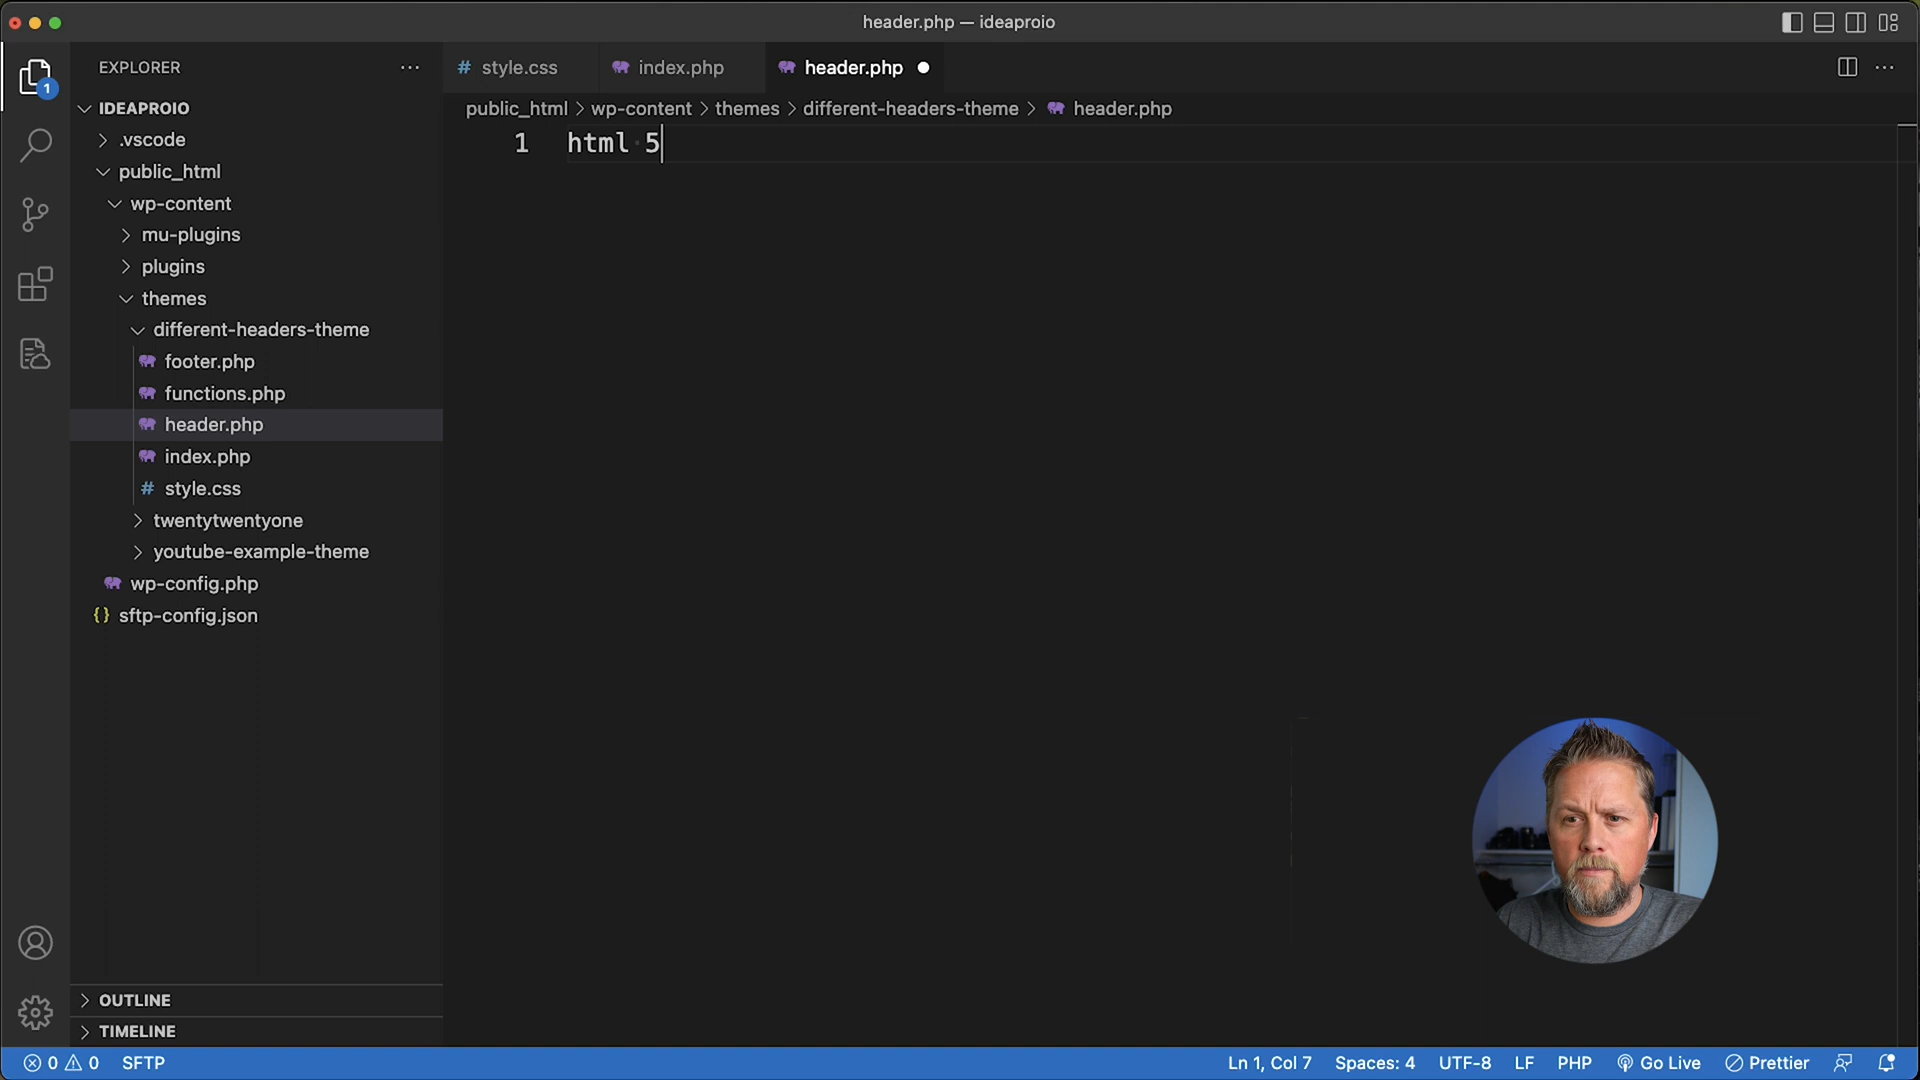 header.php — ideaproio
1
EXPLORER
IDEAPROIO
.vscode
public_html
wp-content
mu-plugins
plugins
themes
different-headers-theme
footer.php
functions.php
header.php
index.php
# style.css
twentytwentyone
youtube-example-theme
wp-config.php
{} sftp-config.json
OUTLINE
TIMELINE
# style.css
index.php
header.php
public_html > wp-content > themes > different-headers-theme > header.php
1 html 5
0 0 SFTP
Ln 1, Col 7 Spaces: 4 UTF-8 LF PHP Go Live Prettier